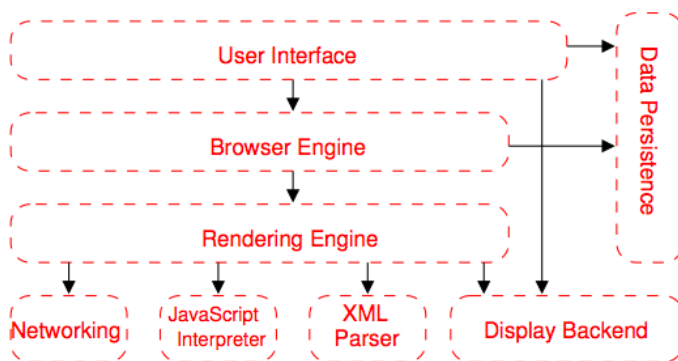 User Interface
Data Persistence
Browser Engine
Rendering Engine
Networking
JavaScript
Interpreter
XML
Parser
Display Backend